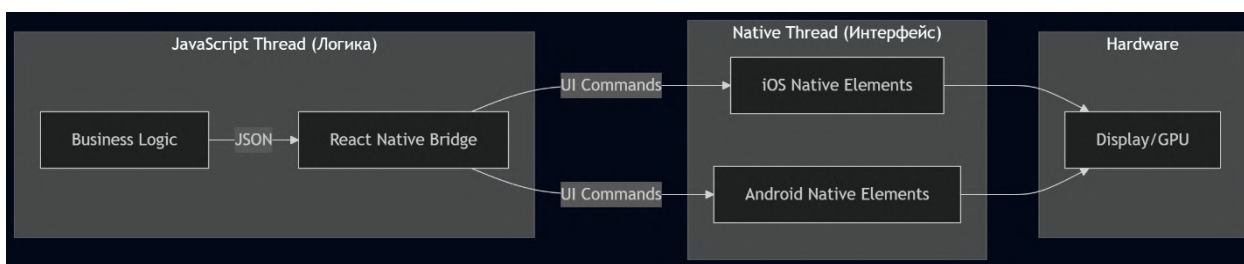 JavaScript Thread (Логика)
Business Logic
JSON
React Native Bridge
UI Commands
UI Commands
Native Thread (Интерфейс)
iOS Native Elements
Android Native Elements
Hardware
Display/GPU